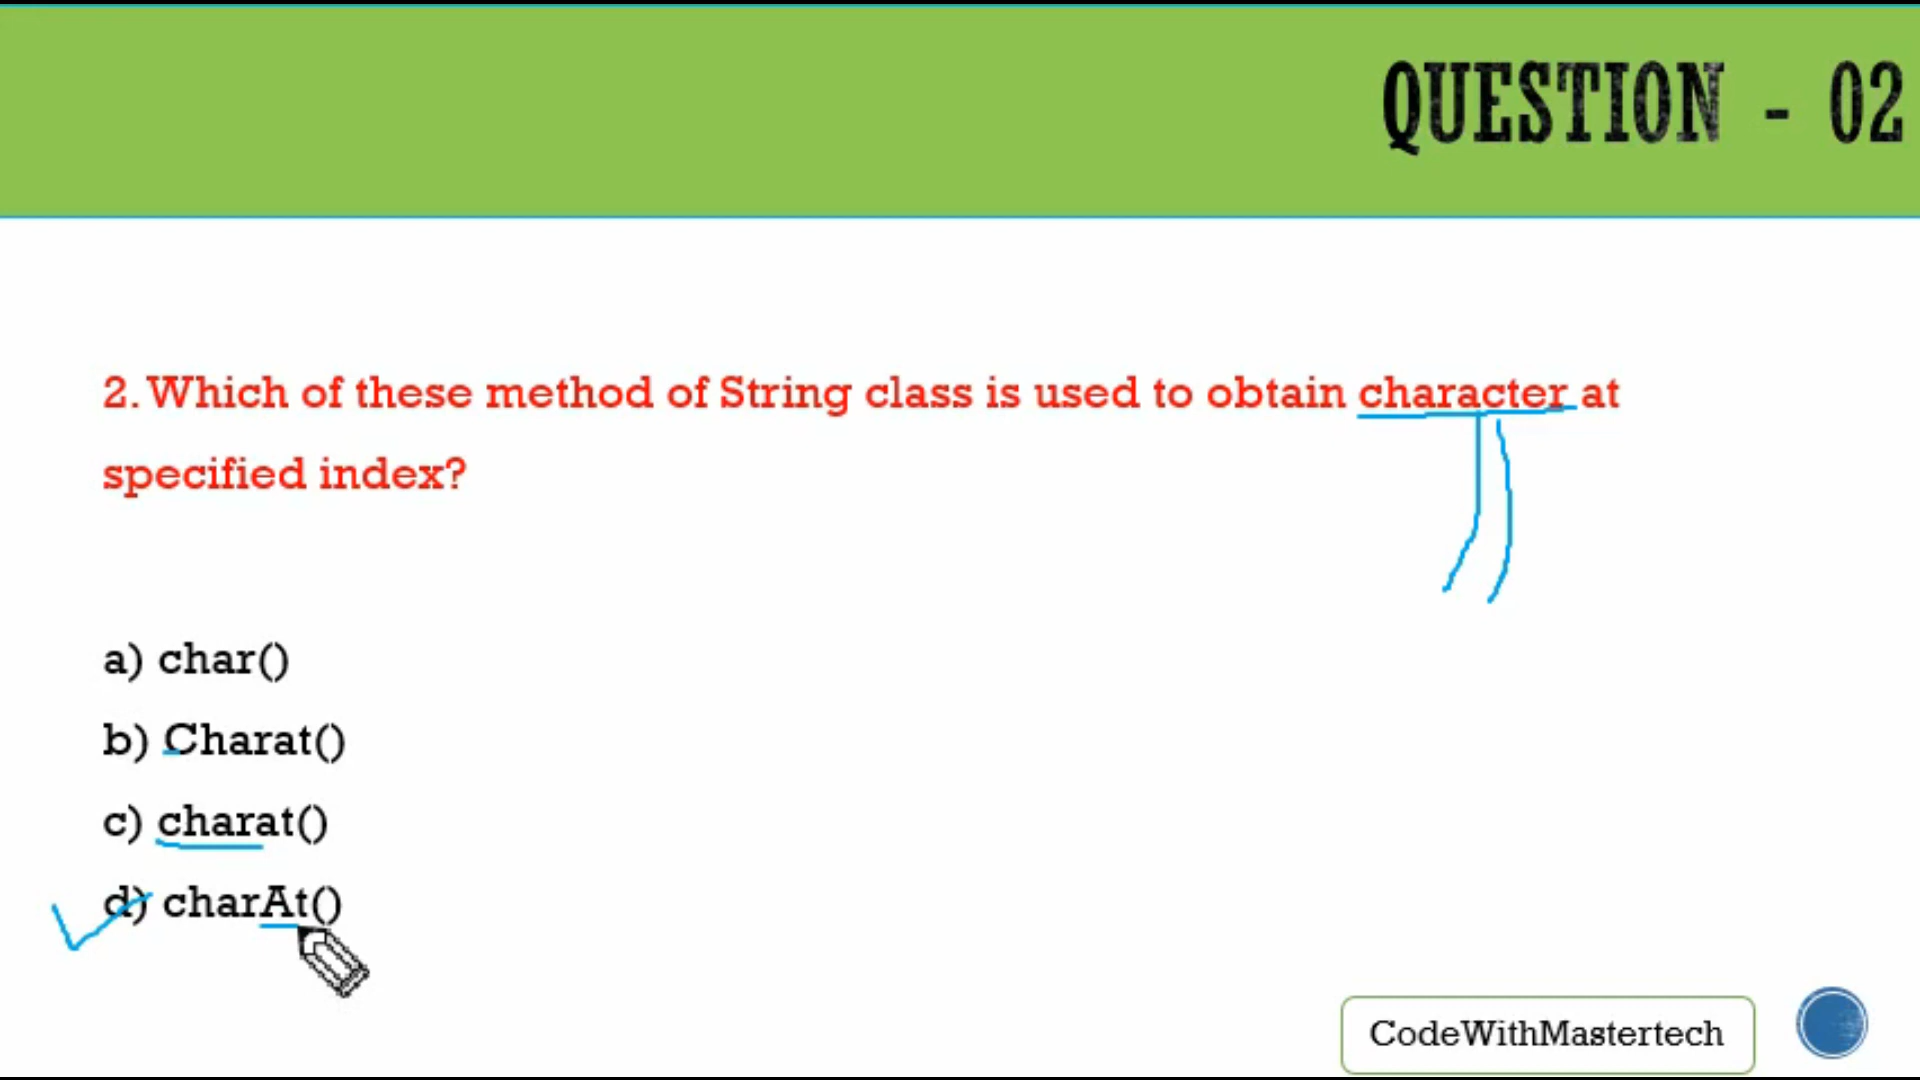 QUESTION - 02
2. Which of these method of String class is used to obtain character at
specified index?
a) char()
b) Charat()
c) charat()
d) charAt()
CodeWithMastertech